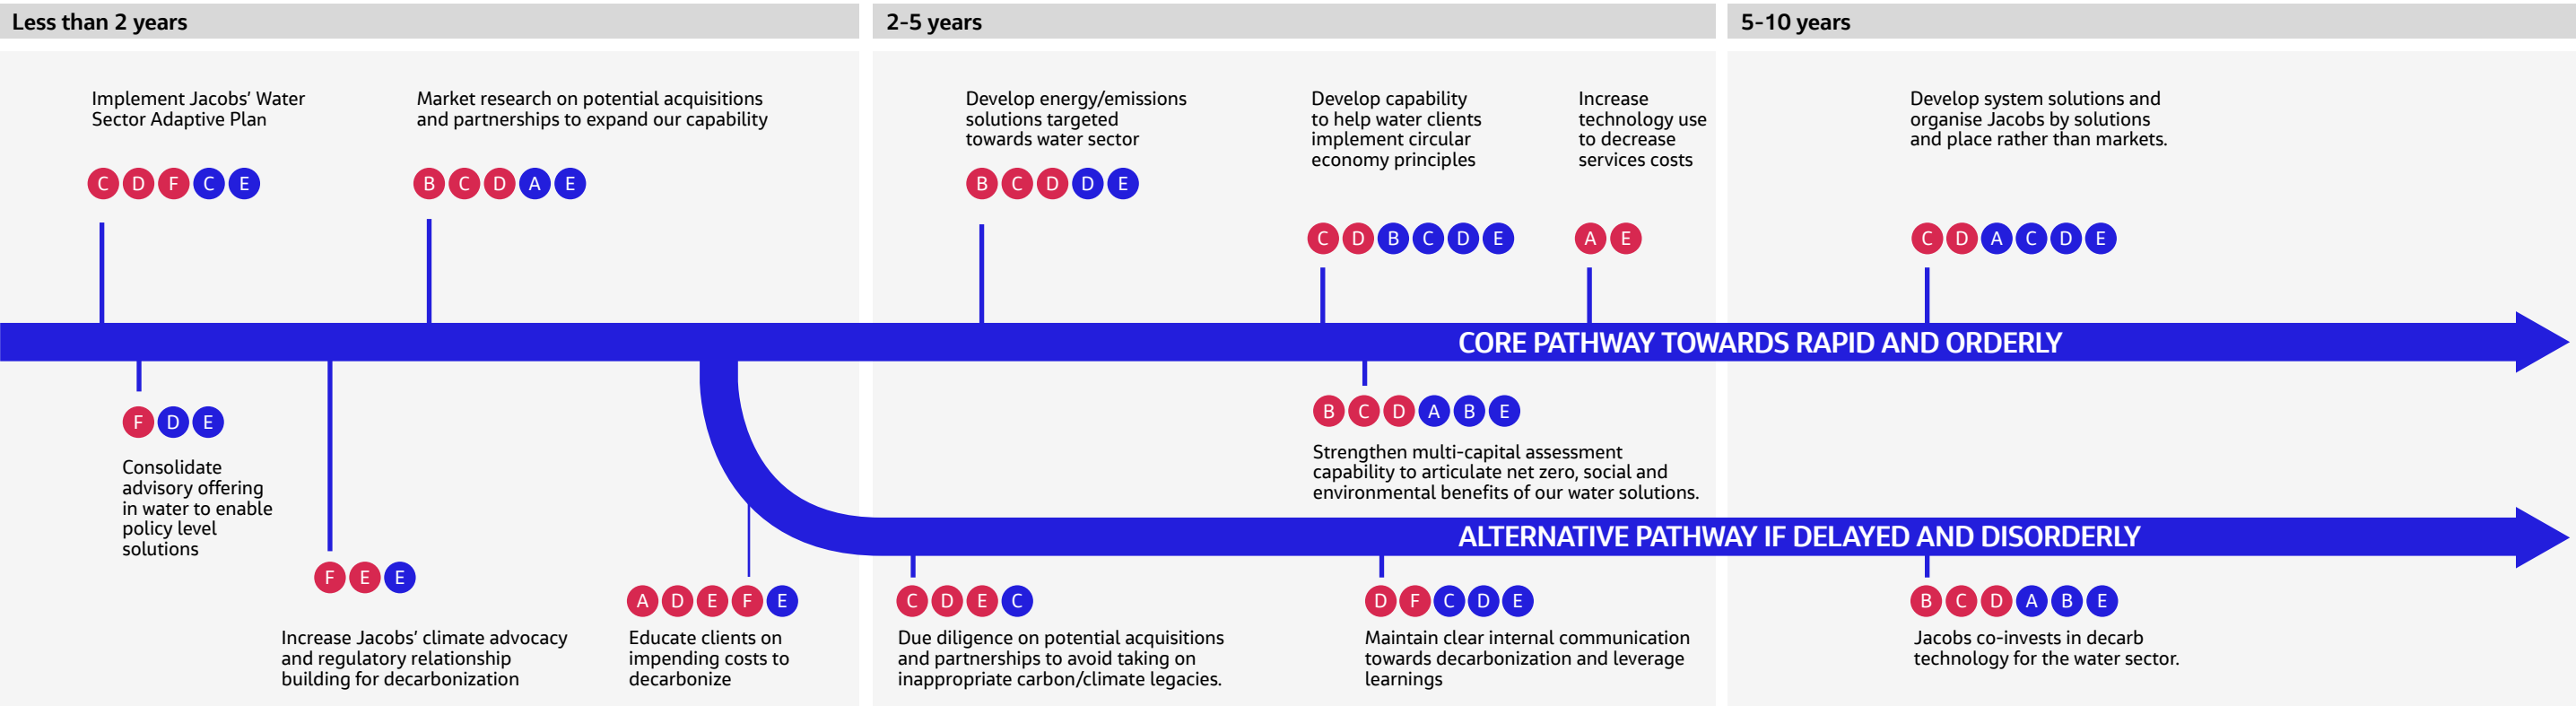 Less than 2 years
2-5 years
5-10 years
Implement Jacobs’ Water
Sector Adaptive Plan
C D F C E
Market research on potential acquisitions
and partnerships to expand our capability
B C D A E
Develop energy/emissions
solutions targeted
towards water sector
B C D D E
Develop capability
to help water clients
implement circular
economy principles
C D B C D E
Increase
technology use
to decrease
services costs
A E
Develop system solutions and
organise Jacobs by solutions
and place rather than markets.
C D A C D E
CORE PATHWAY TOWARDS RAPID AND ORDERLY
F D E
Consolidate
advisory offering
in water to enable
policy level
solutions
F E E
Increase Jacobs’ climate advocacy
and regulatory relationship
building for decarbonization
A D E F E
Educate clients on
impending costs to
decarbonize
B C D A B E
Strengthen multi-capital assessment
capability to articulate net zero, social and
environmental benefits of our water solutions.
ALTERNATIVE PATHWAY IF DELAYED AND DISORDERLY
C D E C
Due diligence on potential acquisitions
and partnerships to avoid taking on
inappropriate carbon/climate legacies.
D F C D E
Maintain clear internal communication
towards decarbonization and leverage
learnings
B C D A B E
Jacobs co-invests in decarb
technology for the water sector.